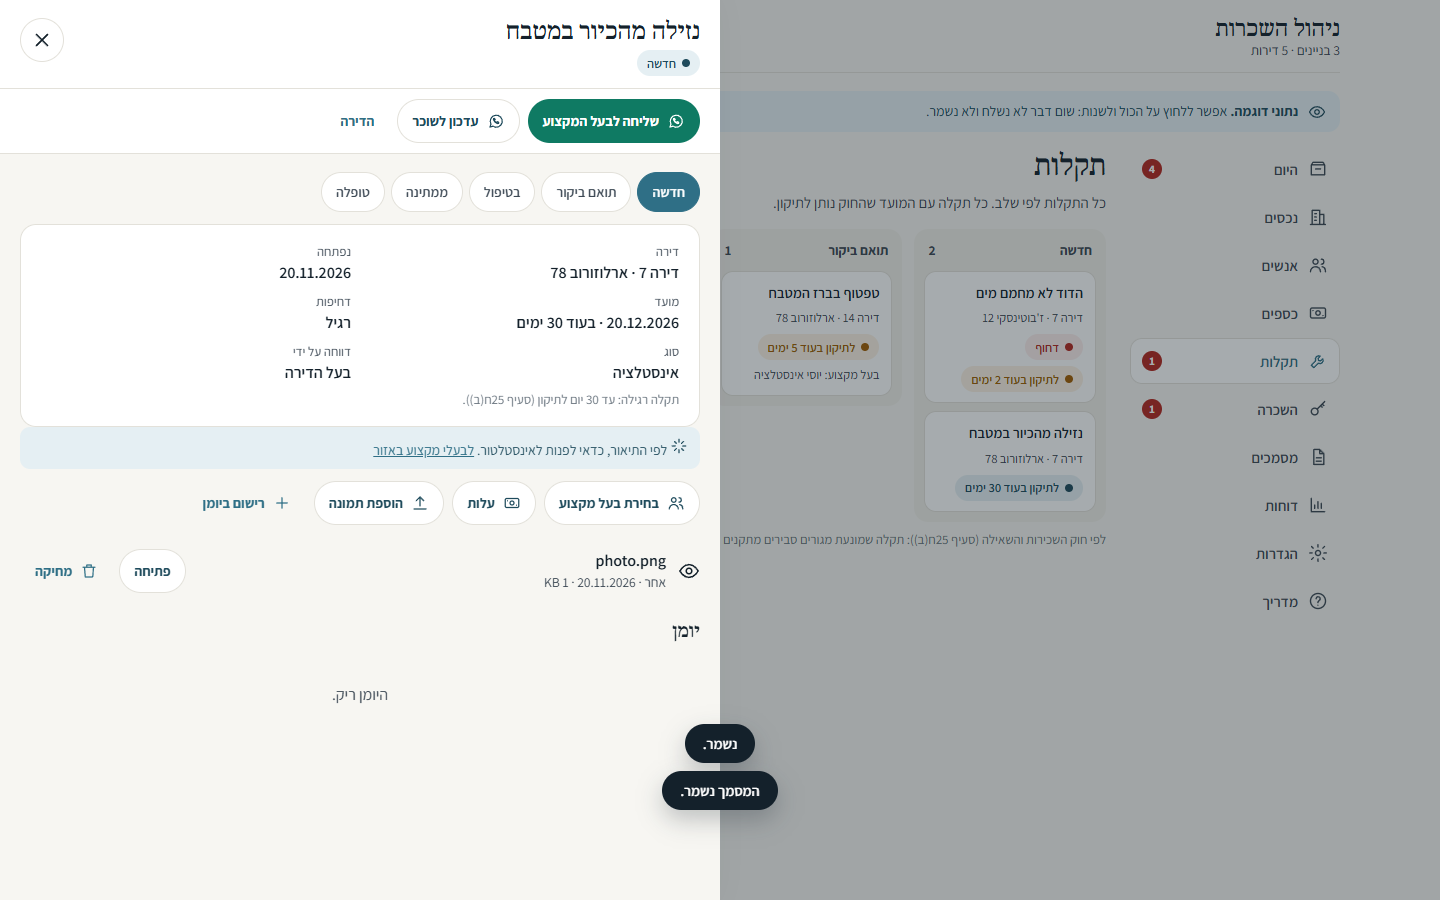 ניהול השכרות
3 בניינים · 5 דירות
נתוני דוגמה. אפשר ללחוץ על הכול ולשנות: שום דבר לא נשלח ולא נשמר.
היום
4
נכסים
אנשים
כספים
תקלות
1
השכרה
1
מסמכים
דוחות
הגדרות
מדריך
תקלות
כל התקלות לפי שלב. כל תקלה עם המועד שהחוק נותן לתיקון.
חדשה
2
הדוד לא מחמם מים
דירה 7 · ז'בוטינסקי 12
דחוף
לתיקון בעוד 2 ימים
נזילה מהכיור במטבח
דירה 7 · ארלוזורוב 78
לתיקון בעוד 30 ימים
תואם ביקור
1
טפטוף בברז המטבח
דירה 14 · ארלוזורוב 78
לתיקון בעוד 5 ימים
בעל מקצוע: יוסי אינסטלציה
לפי חוק השכירות והשאילה (סעיף 25ח(ב)): תקלה שמונעת מגורים סבירים מתקנים
נזילה מהכיור במטבח
חדשה
שליחה לבעל המקצוע
עדכון לשוכר
הדירה
חדשה
תואם ביקור
בטיפול
ממתינה
טופלה
דירה
דירה 7 · ארלוזורוב 78
נפתחה
20.11.2026
מועד
20.12.2026 · בעוד 30 ימים
דחיפות
רגיל
סוג
אינסטלציה
דווחה על ידי
בעל הדירה
תקלה רגילה: עד 30 יום לתיקון (סעיף 25ח(ב)).
לפי התיאור, כדאי לפנות לאינסטלטור. לבעלי מקצוע באזור
בחירת בעל מקצוע
עלות
הוספת תמונה
רישום ביומן
photo.png
אחר · 20.11.2026 · 1 KB
פתיחה
מחיקה
יומן
היומן ריק.
נשמר.
המסמך נשמר.